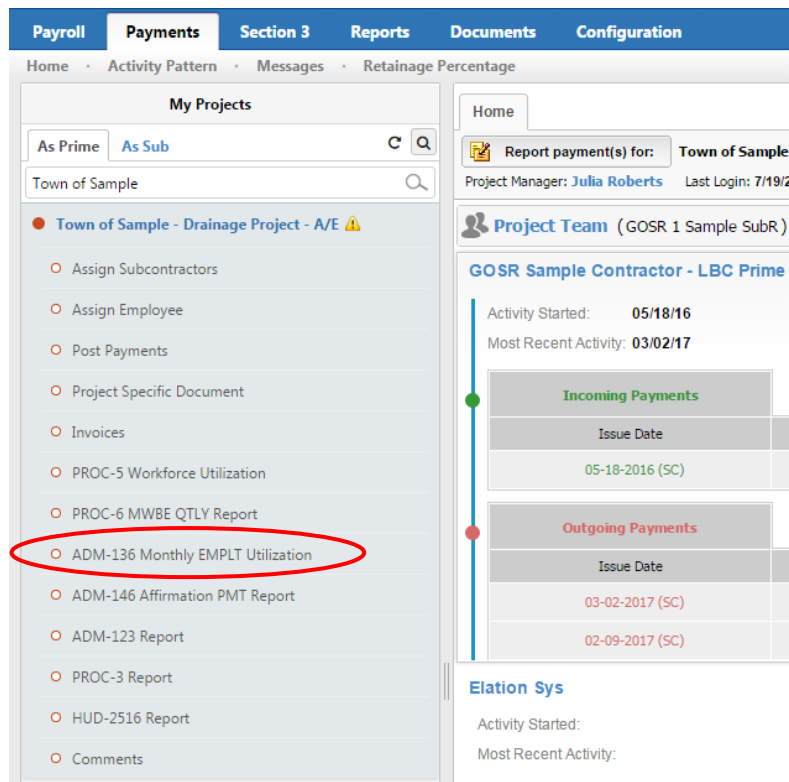 Payroll Payments Section 3 Reports Documents Configuration
Home · Activity Pattern · Messages · Retainage Percentage
My Projects
As Prime As Sub
Town of Sample
Town of Sample - Drainage Project - A/E
Assign Subcontractors
Assign Employee
Post Payments
Project Specific Document
Invoices
PROC-5 Workforce Utilization
PROC-6 MWBE QTLY Report
ADM-136 Monthly EMPLT Utilization
ADM-146 Affirmation PMT Report
ADM-123 Report
PROC-3 Report
HUD-2516 Report
Comments
Home
Report payment(s) for: Town of Sample
Project Manager: Julia Roberts Last Login: 7/19/2
Project Team (GOSR 1 Sample SubR)
GOSR Sample Contractor - LBC Prime
Activity Started: 05/18/16
Most Recent Activity: 03/02/17
Incoming Payments
Issue Date
05-18-2016 (SC)
Outgoing Payments
Issue Date
03-02-2017 (SC)
02-09-2017 (SC)
Elation Sys
Activity Started:
Most Recent Activity: